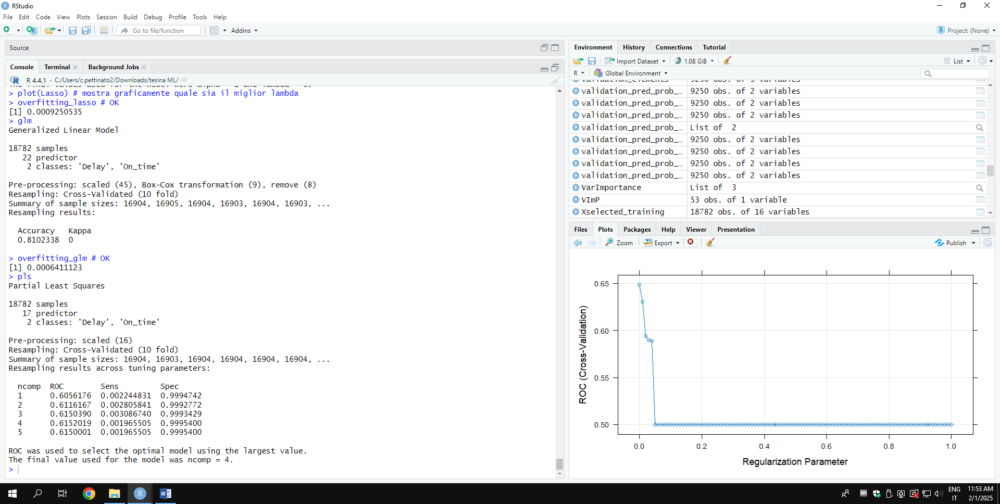 RStudio
File Edit Code View Plots Session Build Debug Profile Tools Help
Go to file/function Addins Project: (None)
Source
Console Terminal Background Jobs
R 4.4.1 · C:/Users/c.pettinato2/Downloads/tesina ML/
> plot(Lasso) # mostra graficamente quale sia il miglior lambda
> overfitting_lasso # OK
[1] 0.0009250535
> glm
Generalized Linear Model
18782 samples
22 predictor
2 classes: 'Delay', 'On_time'
Pre-processing: scaled (45), Box-Cox transformation (9), remove (8)
Resampling: Cross-Validated (10 fold)
Summary of sample sizes: 16904, 16905, 16904, 16903, 16904, 16903, ...
Resampling results:
Accuracy Kappa
0.8102338 0
> overfitting_glm # OK
[1] 0.0006411123
> pls
Partial Least Squares
18782 samples
17 predictor
2 classes: 'Delay', 'On_time'
Pre-processing: scaled (16)
Resampling: Cross-Validated (10 fold)
Summary of sample sizes: 16904, 16903, 16904, 16904, 16904, 16904, ...
Resampling results across tuning parameters:
ncomp ROC Sens Spec
1 0.6056176 0.002244831 0.9994742
2 0.6116167 0.002805841 0.9992772
3 0.6150390 0.003086740 0.9993429
4 0.6152019 0.001965505 0.9995400
5 0.6150001 0.001965505 0.9995400
ROC was used to select the optimal model using the largest value.
The final value used for the model was ncomp = 4.
>
Environment History Connections Tutorial
Import Dataset 1.08 GiB List
R Global Environment
validation_pred_prob_... 9250 obs. of 2 variables
validation_pred_prob_... 9250 obs. of 2 variables
validation_pred_prob_... 9250 obs. of 2 variables
validation_pred_prob_... List of 2
validation_pred_prob_... 9250 obs. of 2 variables
validation_pred_prob_... 9250 obs. of 2 variables
validation_pred_prob_... 9250 obs. of 2 variables
validation_pred_prob_... 9250 obs. of 2 variables
VarImportance List of 3
VImP 53 obs. of 1 variable
Xselected_training 18782 obs. of 16 variables
Files Plots Packages Help Viewer Presentation
Zoom Export Publish
ROC (Cross-Validation)
0.65
0.60
0.55
0.50
0.0 0.2 0.4 0.6 0.8 1.0
Regularization Parameter
ENG
IT
11:53 AM
2/1/2025